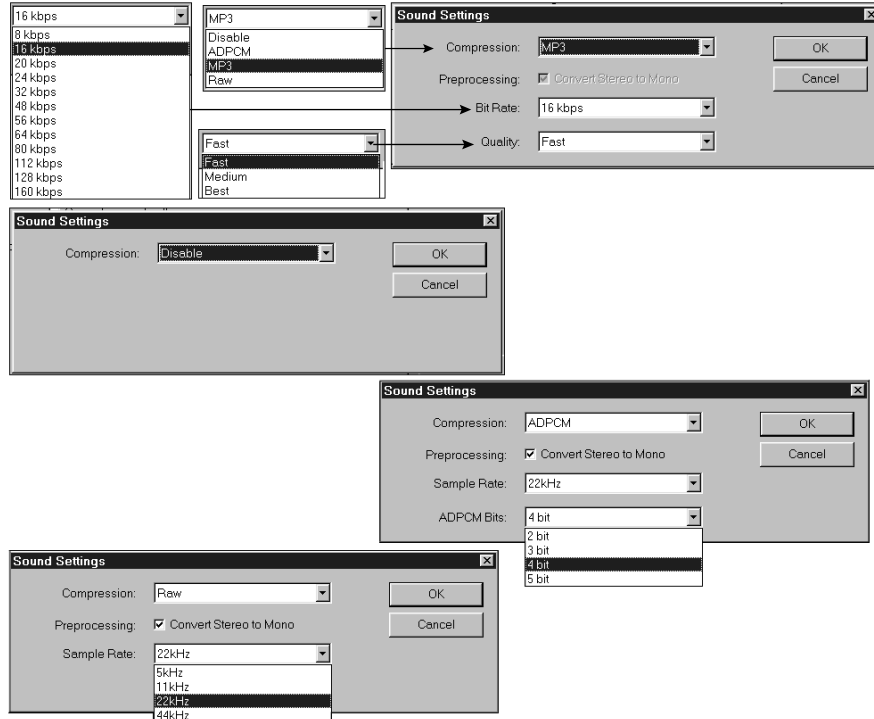 16 kbps
8 kbps
16 kbps
20 kbps
24 kbps
32 kbps
48 kbps
56 kbps
64 kbps
80 kbps
112 kbps
128 kbps
160 kbps
MP3
Disable
ADPCM
MP3
Raw
Fast
Fast
Medium
Best
Sound Settings
Compression: MP3 OK
Preprocessing: Convert Stereo to Mono Cancel
Bit Rate: 16 kbps
Quality: Fast
Sound Settings
Compression: Disable OK
Cancel
Sound Settings
Compression: ADPCM OK
Preprocessing: Convert Stereo to Mono Cancel
Sample Rate: 22kHz
ADPCM Bits: 4 bit
2 bit
3 bit
4 bit
5 bit
Sound Settings
Compression: Raw OK
Preprocessing: Convert Stereo to Mono Cancel
Sample Rate: 22kHz
5kHz
11kHz
22kHz
44kHz